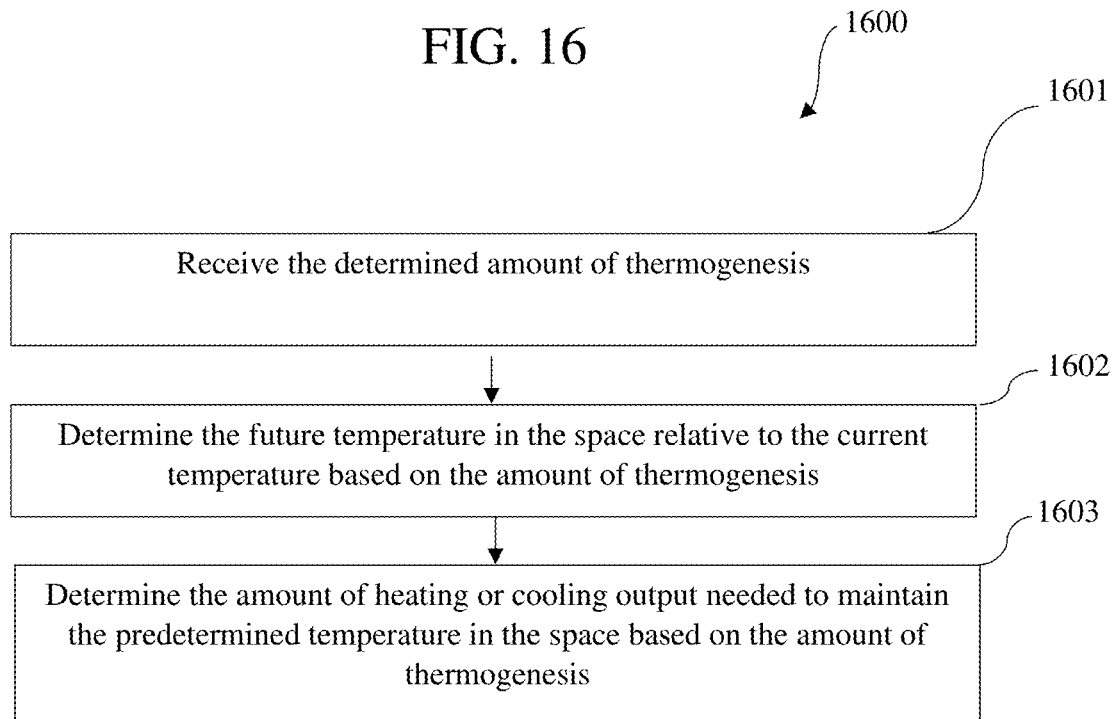 FIG. 16
1600
1601
Receive the determined amount of thermogenesis
1602
Determine the future temperature in the space relative to the current
temperature based on the amount of thermogenesis
1603
Determine the amount of heating or cooling output needed to maintain
the predetermined temperature in the space based on the amount of
thermogenesis